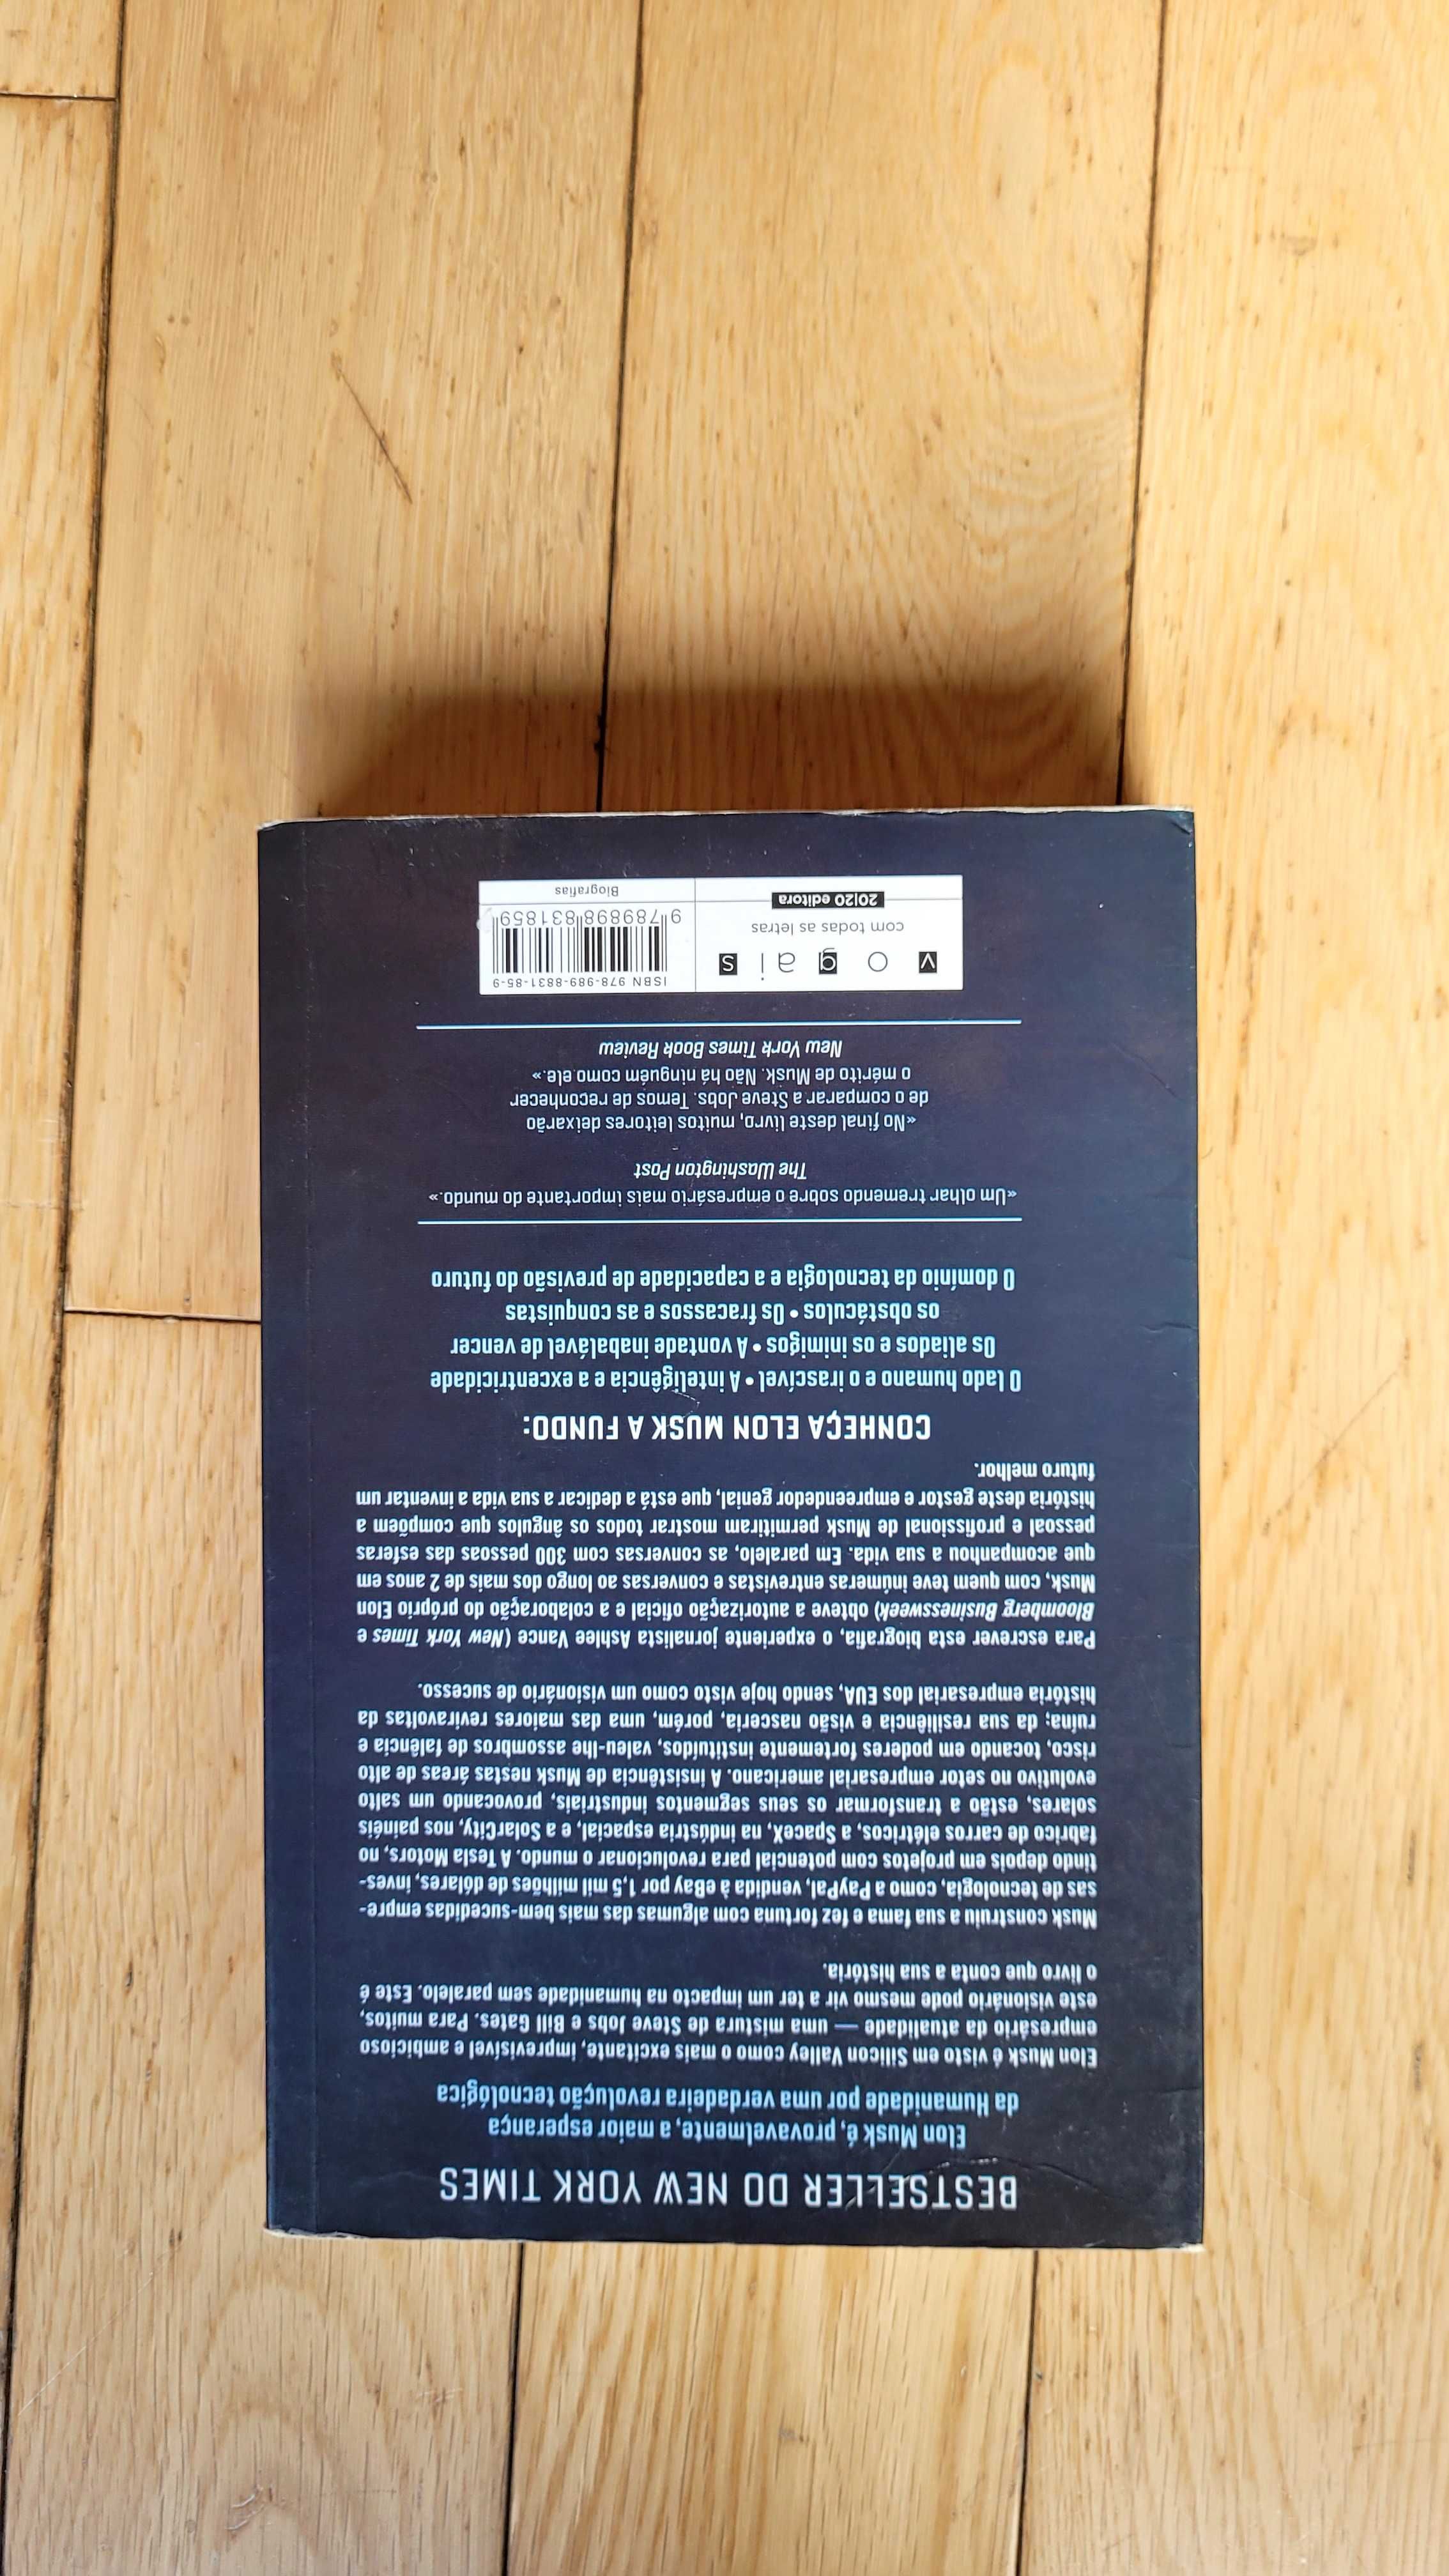 BESTSELLER DO NEW YORK TIMES
Elon Musk é, provavelmente, a maior esperança
da Humanidade por uma verdadeira revolução tecnológica
Elon Musk é visto em Silicon Valley como o mais excitante, imprevisível e ambicioso
empresário da atualidade — uma mistura de Steve Jobs e Bill Gates. Para muitos,
este visionário pode mesmo vir a ter um impacto na humanidade sem paralelo. Este é
o livro que conta a sua história.
Musk construiu a sua fama e fez fortuna com algumas das mais bem-sucedidas empre-
sas de tecnologia, como a PayPal, vendida à eBay por 1,5 mil milhões de dólares, inves-
tindo depois em projetos com potencial para revolucionar o mundo. A Tesla Motors, no
fabrico de carros elétricos, a SpaceX, na indústria espacial, e a SolarCity, nos painéis
solares, estão a transformar os seus segmentos industriais, provocando um salto
evolutivo no setor empresarial americano. A insistência de Musk nestas áreas de alto
risco, tocando em poderes fortemente instituídos, valeu-lhe assombros de falência e
ruína; da sua resiliência e visão nasceria, porém, uma das maiores reviravoltas da
história empresarial dos EUA, sendo hoje visto como um visionário de sucesso.
Para escrever esta biografia, o experiente jornalista Ashlee Vance (New York Times e
Bloomberg Businessweek) obteve a autorização oficial e a colaboração do próprio Elon
Musk, com quem teve inúmeras entrevistas e conversas ao longo dos mais de 2 anos em
que acompanhou a sua vida. Em paralelo, as conversas com 300 pessoas das esferas
pessoal e profissional de Musk permitiram mostrar todos os ângulos que compõem a
história deste gestor e empreendedor genial, que está a dedicar a sua vida a inventar um
futuro melhor.
CONHEÇA ELON MUSK A FUNDO:
O lado humano e o irascível • A inteligência e a excentricidade
Os aliados e os inimigos • A vontade inabalável de vencer
os obstáculos • Os fracassos e as conquistas
O domínio da tecnologia e a capacidade de previsão do futuro
«Um olhar tremendo sobre o empresário mais importante do mundo.»
The Washington Post
«No final deste livro, muitos leitores deixarão
de o comparar a Steve Jobs. Temos de reconhecer
o mérito de Musk. Não há ninguém como ele.»
New York Times Book Review
vogais
com todas as letras
20|20 editora
ISBN 978-989-8831-85-9
9 789898 831859
Biografias